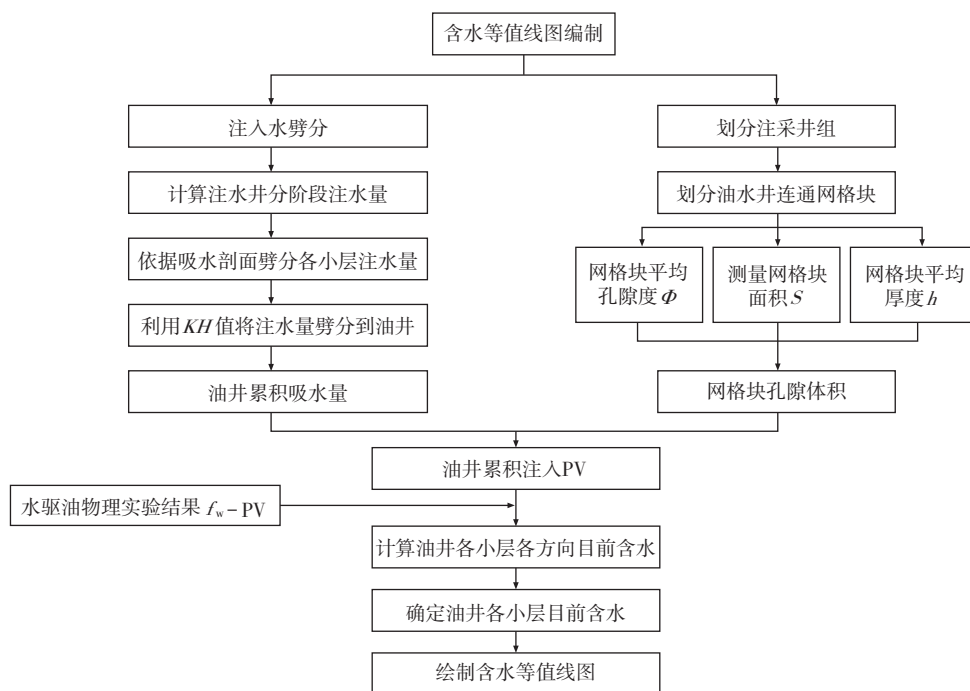 含水等值线图编制
注入水劈分
划分注采井组
计算注水井分阶段注水量
划分油水井连通网格块
依据吸水剖面劈分各小层注水量
网格块平均
孔隙度Φ
测量网格块
面积S
网格块平均
厚度h
利用KH值将注水量劈分到油井
油井累积吸水量
网格块孔隙体积
油井累积注入PV
水驱油物理实验结果 fw-PV
计算油井各小层各方向目前含水
确定油井各小层目前含水
绘制含水等值线图